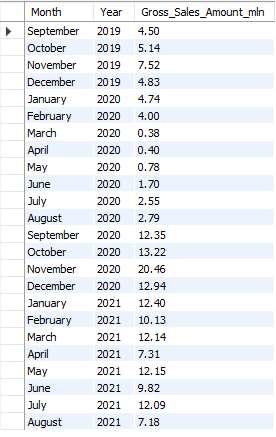 Month Year Gross_Sales_Amount_mln
September 2019 4.50
October 2019 5.14
November 2019 7.52
December 2019 4.83
January 2020 4.74
February 2020 4.00
March 2020 0.38
April 2020 0.40
May 2020 0.78
June 2020 1.70
July 2020 2.55
August 2020 2.79
September 2020 12.35
October 2020 13.22
November 2020 20.46
December 2020 12.94
January 2021 12.40
February 2021 10.13
March 2021 12.14
April 2021 7.31
May 2021 12.15
June 2021 9.82
July 2021 12.09
August 2021 7.18